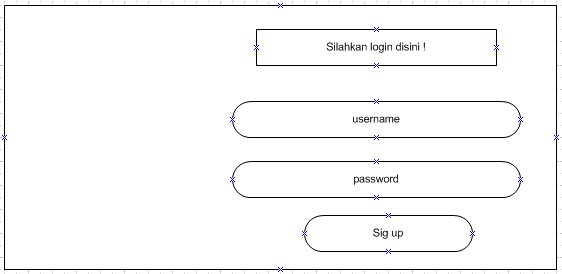 Silahkan login disini !
username
password
Sig up